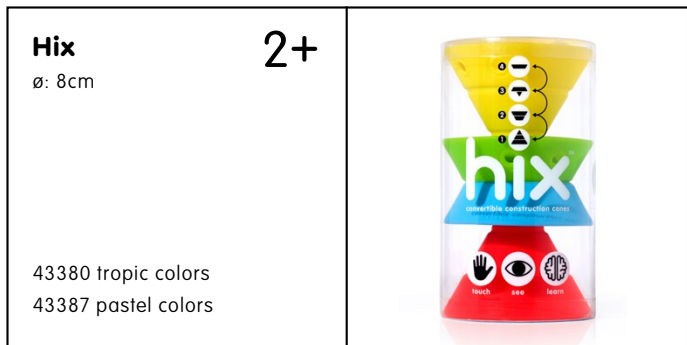 Hix
2+
ø: 8cm
43380 tropic colors
43387 pastel colors
4
3
2
1
hix
convertible construction cones
touch see learn